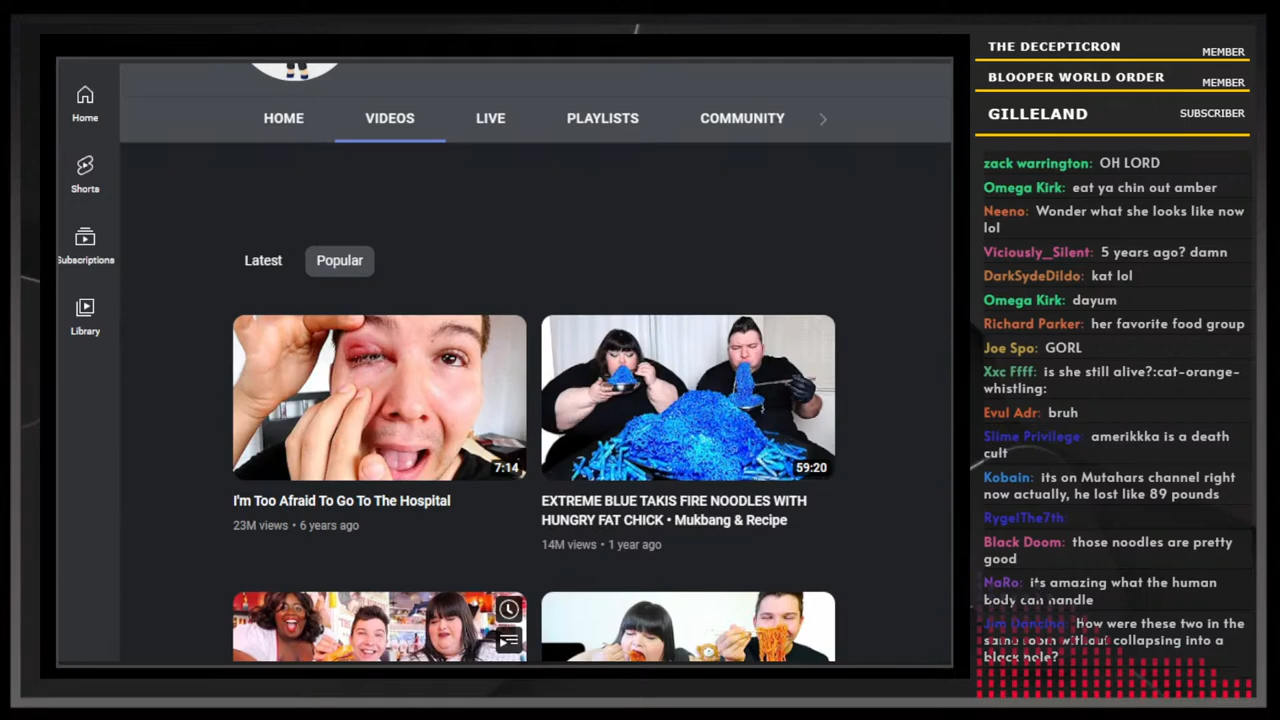 Home
Shorts
Subscriptions
Library
HOME
VIDEOS
LIVE
PLAYLISTS
COMMUNITY
Latest
Popular
7:14
I'm Too Afraid To Go To The Hospital
23M views • 6 years ago
59:20
EXTREME BLUE TAKIS FIRE NOODLES WITH
HUNGRY FAT CHICK • Mukbang & Recipe
14M views • 1 year ago
THE DECEPTICRON
MEMBER
BLOOPER WORLD ORDER
MEMBER
GILLELAND
SUBSCRIBER
zack warrington: OH LORD
Omega Kirk: eat ya chin out amber
Neeno: Wonder what she looks like now
lol
Viciously_Silent: 5 years ago? damn
DarkSydeDildo: kat lol
Omega Kirk: dayum
Richard Parker: her favorite food group
Joe Spo: GORL
Xxc Ffff: is she still alive?:cat-orange-
whistling:
Evul Adr: bruh
Slime Privilege: amerikkka is a death
cult
Kobain: its on Mutahars channel right
now actually, he lost like 89 pounds
RygelThe7th:
Black Doom: those noodles are pretty
good
NaRo: it's amazing what the human
body can handle
Jim Dancing: How were these two in the
same room without collapsing into a
black hole?